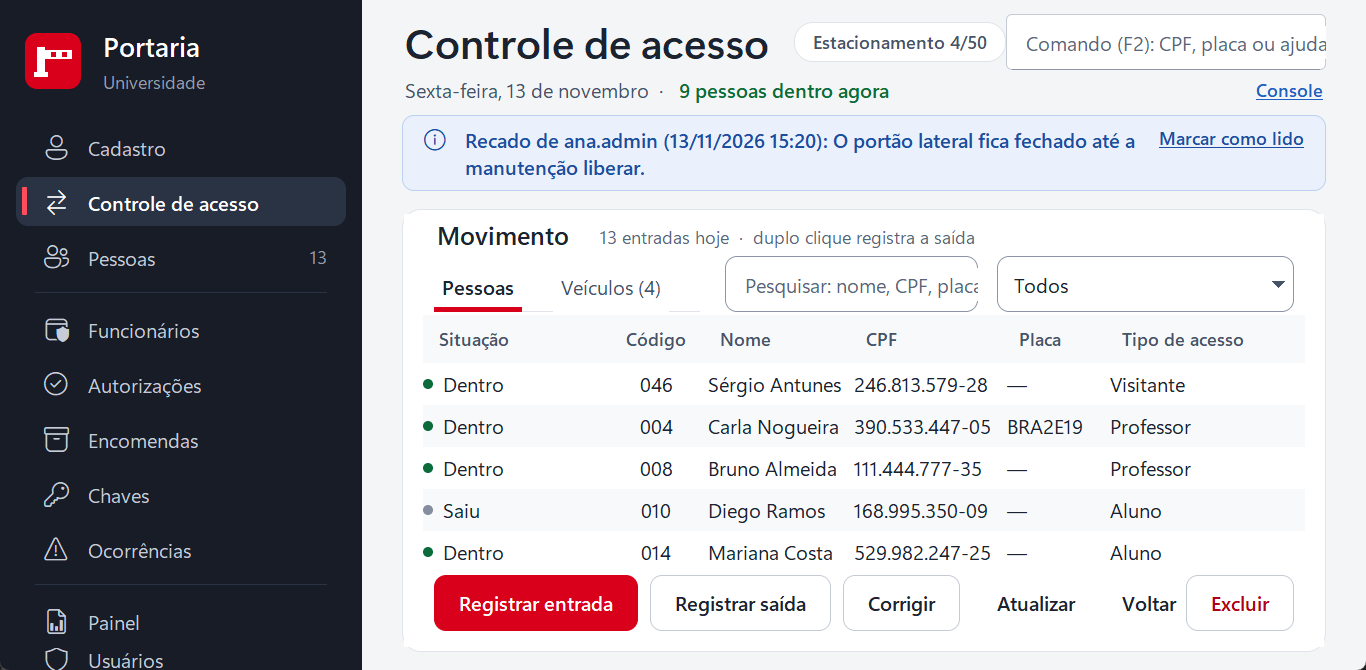 Portaria
Universidade
Cadastro
Controle de acesso
Pessoas 13
Funcionários
Autorizações
Encomendas
Chaves
Ocorrências
Painel
Usuários
Controle de acesso
Estacionamento 4/50
Comando (F2): CPF, placa ou ajuda
Sexta-feira, 13 de novembro · 9 pessoas dentro agora
Console
Recado de ana.admin (13/11/2026 15:20): O portão lateral fica fechado até a
manutenção liberar.
Marcar como lido
Movimento 13 entradas hoje · duplo clique registra a saída
Pessoas Veículos (4) Pesquisar: nome, CPF, placa Todos
Situação Código Nome CPF Placa Tipo de acesso
Dentro 046 Sérgio Antunes 246.813.579-28 — Visitante
Dentro 004 Carla Nogueira 390.533.447-05 BRA2E19 Professor
Dentro 008 Bruno Almeida 111.444.777-35 — Professor
Saiu 010 Diego Ramos 168.995.350-09 — Aluno
Dentro 014 Mariana Costa 529.982.247-25 — Aluno
Registrar entrada Registrar saída Corrigir Atualizar Voltar Excluir